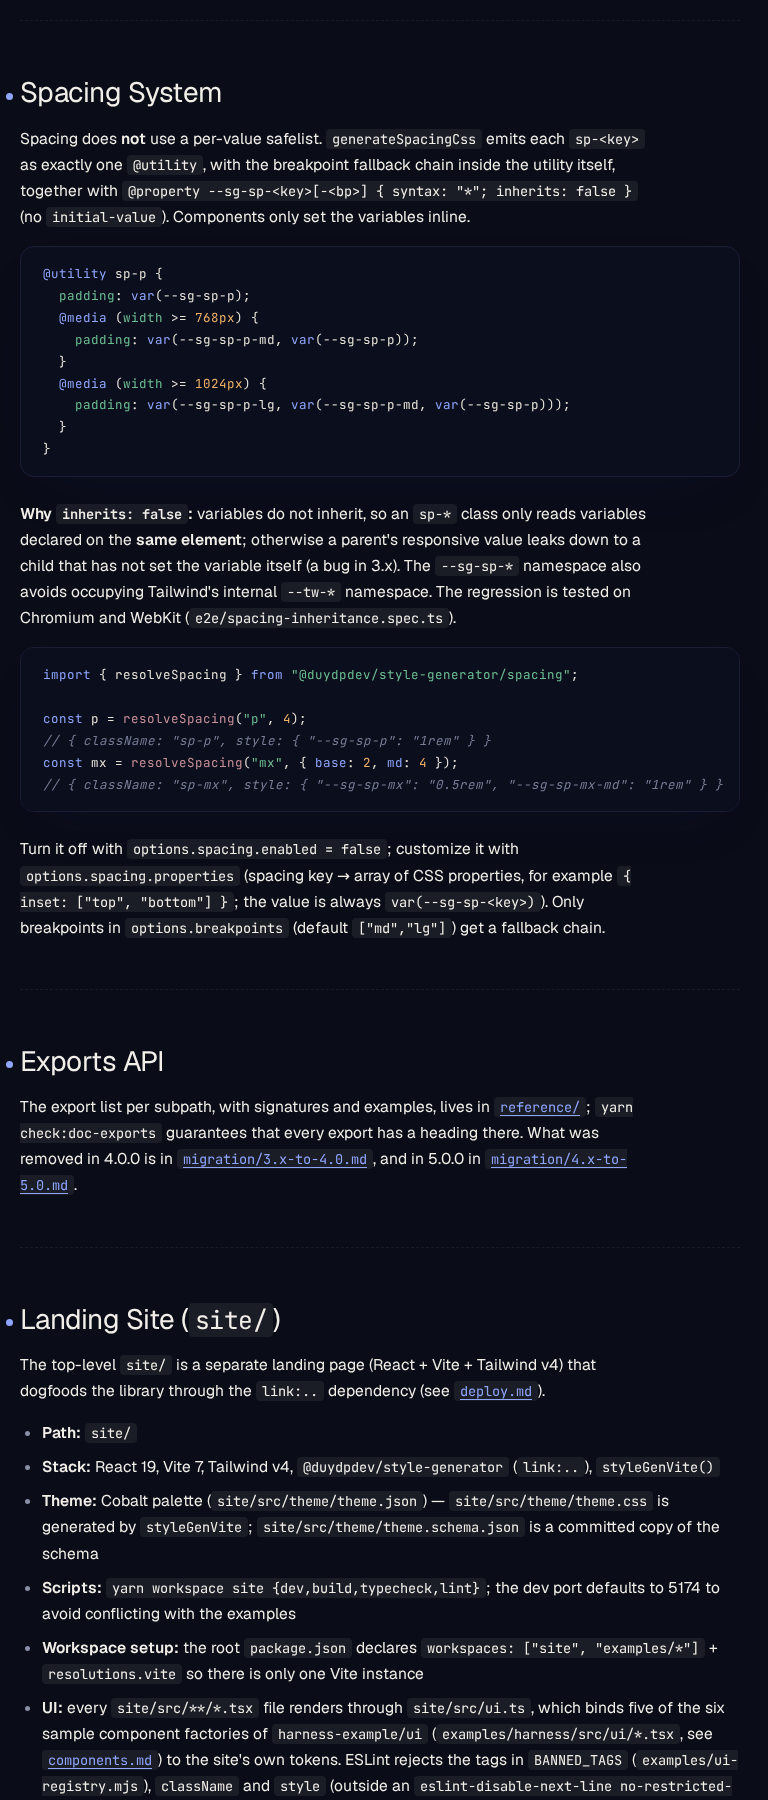 Spacing System
Spacing does not use a per-value safelist. generateSpacingCss emits each sp-<key>
as exactly one @utility, with the breakpoint fallback chain inside the utility itself,
together with @property --sg-sp-<key>[-<bp>] { syntax: "*"; inherits: false }
(no initial-value). Components only set the variables inline.
@utility sp-p {
  padding: var(--sg-sp-p);
  @media (width >= 768px) {
    padding: var(--sg-sp-p-md, var(--sg-sp-p));
  }
  @media (width >= 1024px) {
    padding: var(--sg-sp-p-lg, var(--sg-sp-p-md, var(--sg-sp-p)));
  }
}
Why inherits: false: variables do not inherit, so an sp-* class only reads variables
declared on the same element; otherwise a parent's responsive value leaks down to a
child that has not set the variable itself (a bug in 3.x). The --sg-sp-* namespace also
avoids occupying Tailwind's internal --tw-* namespace. The regression is tested on
Chromium and WebKit (e2e/spacing-inheritance.spec.ts).
import { resolveSpacing } from "@duydpdev/style-generator/spacing";
const p = resolveSpacing("p", 4);
// { className: "sp-p", style: { "--sg-sp-p": "1rem" } }
const mx = resolveSpacing("mx", { base: 2, md: 4 });
// { className: "sp-mx", style: { "--sg-sp-mx": "0.5rem", "--sg-sp-mx-md": "1rem" } }
Turn it off with options.spacing.enabled = false; customize it with
options.spacing.properties (spacing key → array of CSS properties, for example {
inset: ["top", "bottom"] }; the value is always var(--sg-sp-<key>)). Only
breakpoints in options.breakpoints (default ["md","lg"]) get a fallback chain.
Exports API
The export list per subpath, with signatures and examples, lives in reference/; yarn
check:doc-exports guarantees that every export has a heading there. What was
removed in 4.0.0 is in migration/3.x-to-4.0.md, and in 5.0.0 in migration/4.x-to-
5.0.md.
Landing Site (site/)
The top-level site/ is a separate landing page (React + Vite + Tailwind v4) that
dogfoods the library through the link:.. dependency (see deploy.md).
Path: site/
Stack: React 19, Vite 7, Tailwind v4, @duydpdev/style-generator (link:..), styleGenVite()
Theme: Cobalt palette (site/src/theme/theme.json) — site/src/theme/theme.css is
generated by styleGenVite; site/src/theme/theme.schema.json is a committed copy of the
schema
Scripts: yarn workspace site {dev,build,typecheck,lint}; the dev port defaults to 5174 to
avoid conflicting with the examples
Workspace setup: the root package.json declares workspaces: ["site", "examples/*"] +
resolutions.vite so there is only one Vite instance
UI: every site/src/**/*.tsx file renders through site/src/ui.ts, which binds five of the six
sample component factories of harness-example/ui (examples/harness/src/ui/*.tsx, see
components.md) to the site's own tokens. ESLint rejects the tags in BANNED_TAGS (examples/ui-
registry.mjs), className and style (outside an eslint-disable-next-line no-restricted-